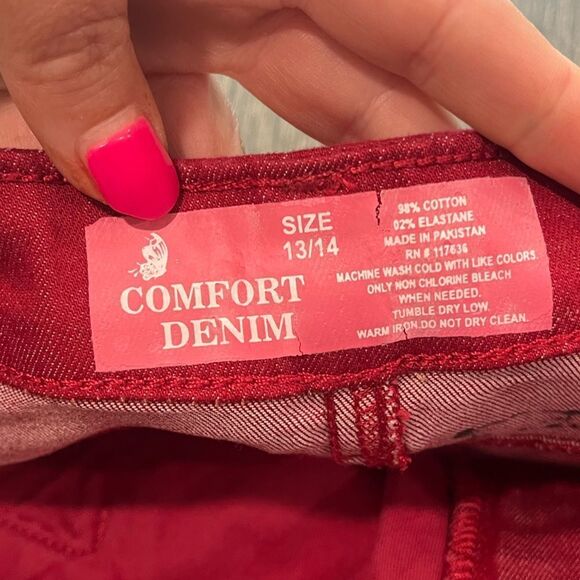 COMFORT
DENIM
SIZE
13/14
98% COTTON
02% ELASTANE
MADE IN PAKISTAN
RN # 117636
MACHINE WASH COLD WITH LIKE COLORS.
ONLY NON CHLORINE BLEACH
WHEN NEEDED.
TUMBLE DRY LOW.
WARM IRON.DO NOT DRY CLEAN.